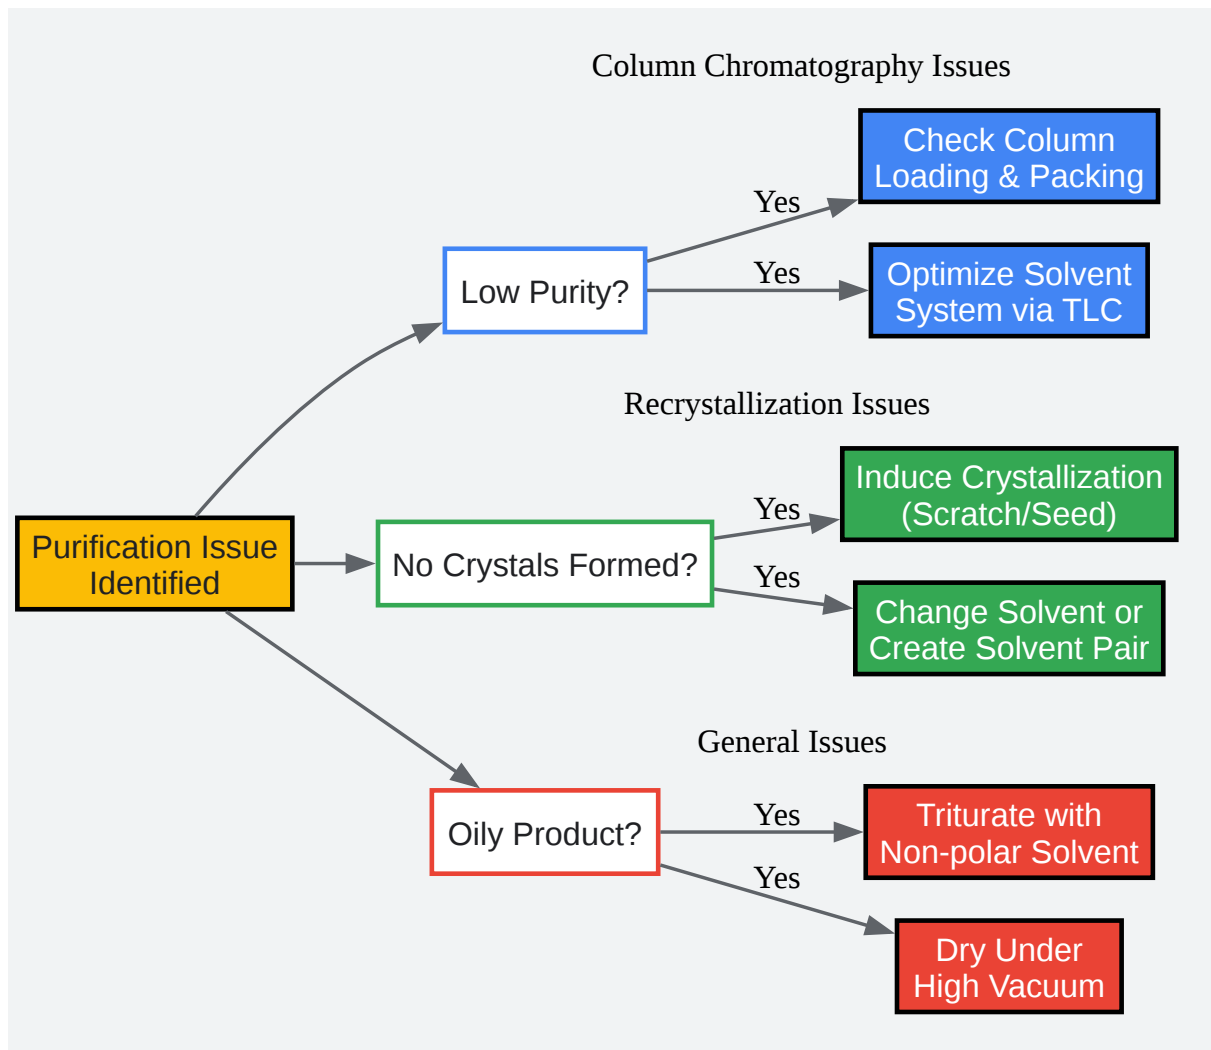 Column Chromatography Issues
Check Column
Loading & Packing
Yes
Low Purity?
Yes
Optimize Solvent
System via TLC
Recrystallization Issues
Induce Crystallization
(Scratch/Seed)
Yes
Purification Issue
Identified
No Crystals Formed?
Yes
Change Solvent or
Create Solvent Pair
General Issues
Yes
Triturate with
Non-polar Solvent
Oily Product?
Yes
Dry Under
High Vacuum